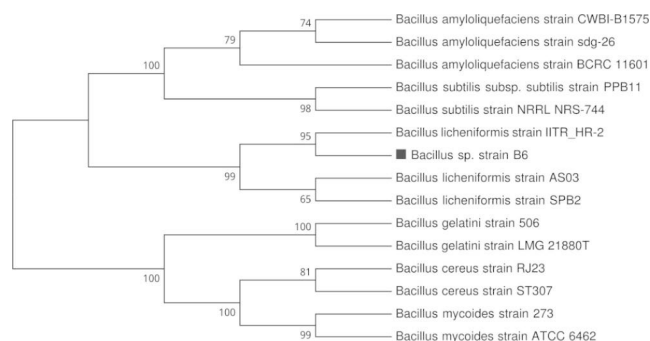 Bacillus amyloliquefaciens strain CWBI-B1575
74
Bacillus amyloliquefaciens strain sdg-26
79
Bacillus amyloliquefaciens strain BCRC 11601
100
Bacillus subtilis subsp. subtilis strain PPB11
98
Bacillus subtilis strain NRRL NRS-744
Bacillus licheniformis strain IITR_HR-2
95
Bacillus sp. strain B6
99
Bacillus licheniformis strain AS03
65
Bacillus licheniformis strain SPB2
Bacillus gelatini strain 506
100
Bacillus gelatini strain LMG 21880T
100
Bacillus cereus strain RJ23
81
Bacillus cereus strain ST307
100
Bacillus mycoides strain 273
99
Bacillus mycoides strain ATCC 6462